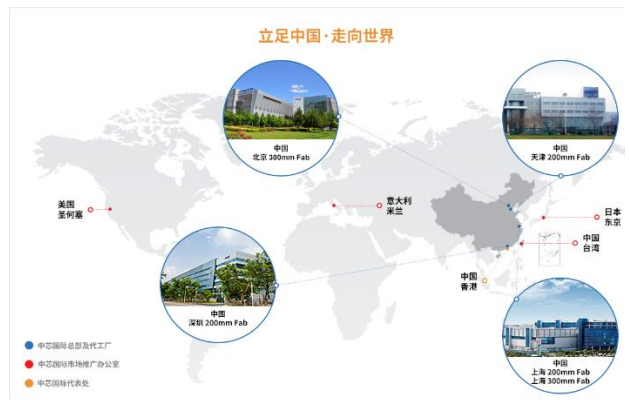 立足中国·走向世界
中国
北京 300mm Fab
中国
天津 200mm Fab
美国
圣何塞
意大利
米兰
日本
东京
中国
台湾
中国
香港
中国
深圳 200mm Fab
中国
上海 200mm Fab
上海 300mm Fab
中芯国际总部及代工厂
中芯国际市场推广办公室
中芯国际代表处